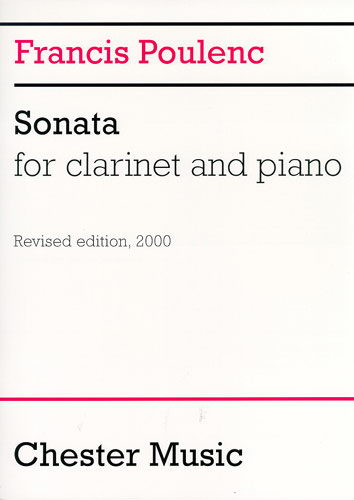 Francis Poulenc
Sonata
for clarinet and piano
Revised edition, 2000
Chester Music